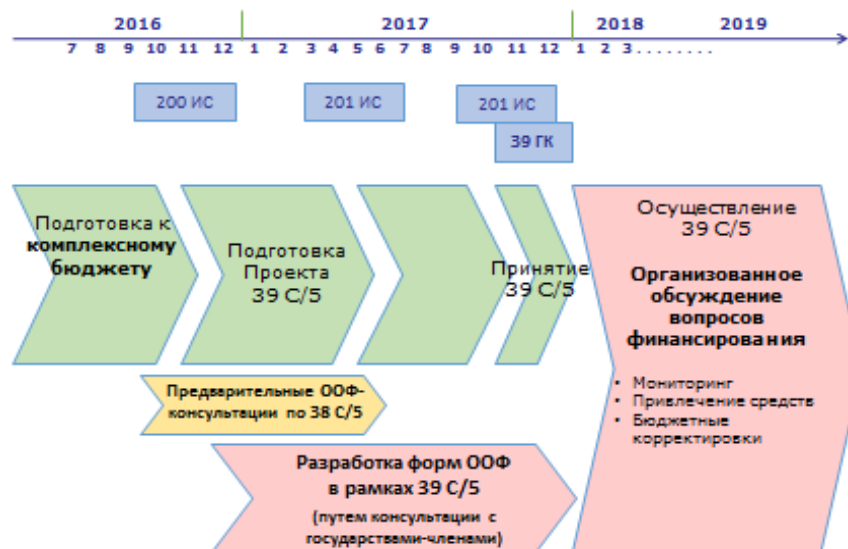 2016 2017 2018 2019
7 8 9 10 11 12 1 2 3 4 5 6 7 8 9 10 11 12 1 2 3 . . . . . . . .
200 ИС
201 ИС
201 ИС
39 ГК
Подготовка к
комплексному
бюджету
Подготовка
Проекта
39 C/5
Принятие
39 C/5
Осуществление
39 C/5
Организованное
обсуждение
вопросов
финансирования
• Мониторинг
• Привлечение средств
• Бюджетные
корректировки
Предварительные ООФ-
консультации по 38 C/5
Разработка форм ООФ
в рамках 39 C/5
(путем консультации с
государствами-членами)